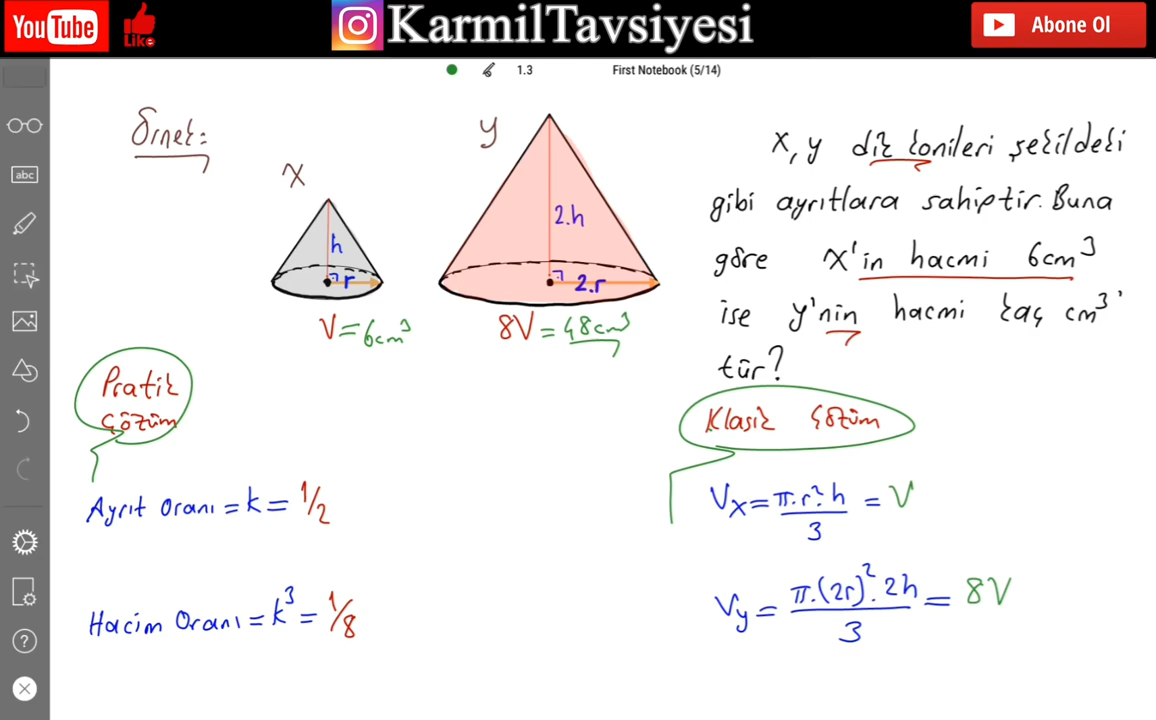 YouTube
Like
KarmilTavsiyesi
Abone Ol
1.3
First Notebook (5/14)
abc
Örnek:
x
h
r
V = 6cm³
y
2.h
2.r
8V = 48cm³
x, y dik konileri şekildeki
gibi ayrıtlara sahiptir. Buna
göre x'in hacmi 6cm³
ise y'nin hacmi kaç cm³'
tür?
Pratik
Çözüm
Ayrıt Oranı = k = 1/2
Hacim Oranı = k³ = 1/8
Klasik Çözüm
Vx = π.r².h / 3 = V
Vy = π.(2r)².2h / 3 = 8V
?